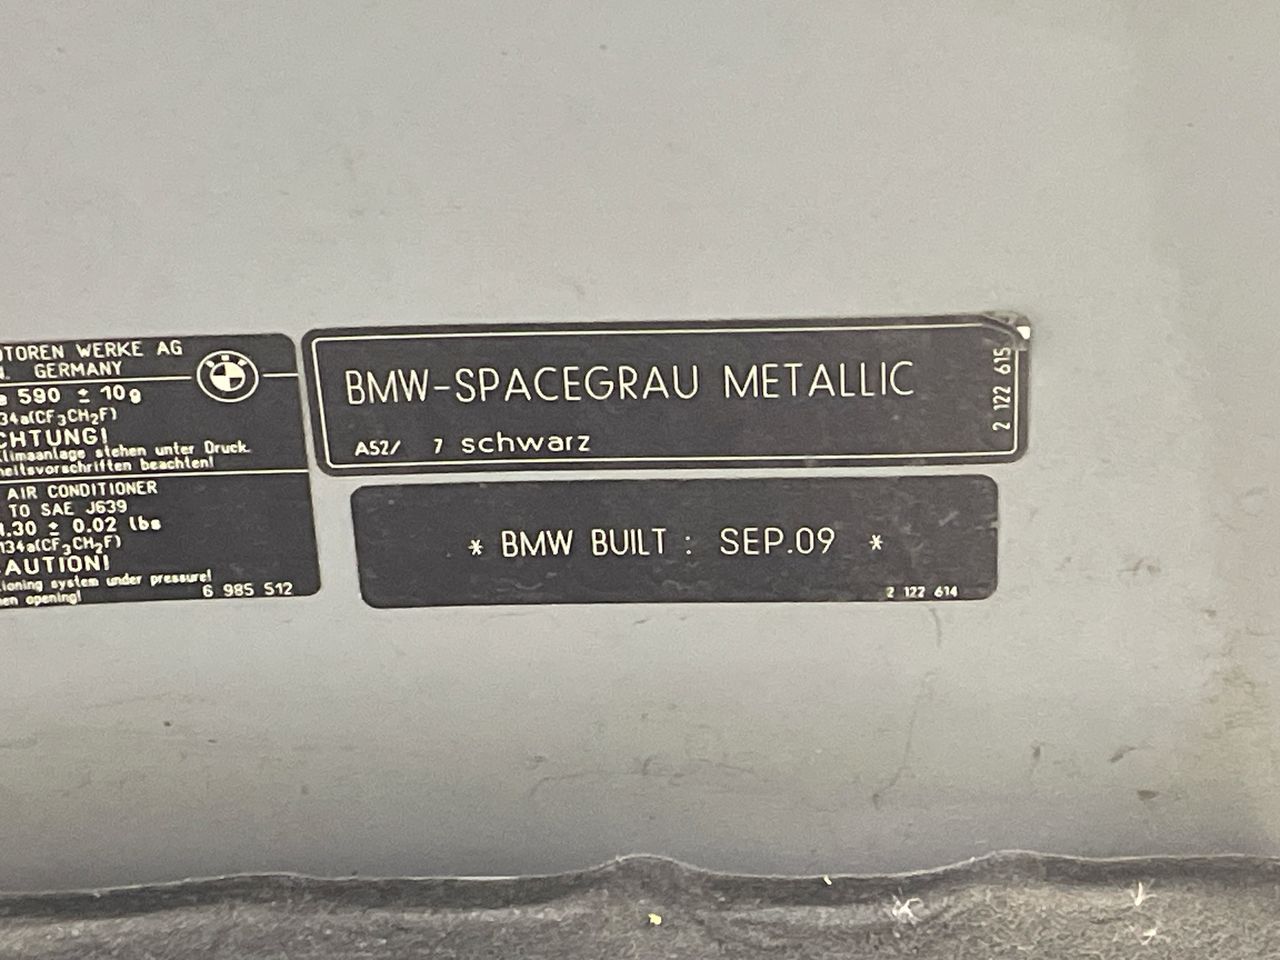 OTOREN WERKE AG
N. GERMANY
590 ± 10g
34a(CF3CH2F)
CHTUNG!
Klimaanlage stehen unter Druck.
heitsvorschriften beachten!
AIR CONDITIONER
TO SAE J639
1.30 ± 0.02 lbs
134a(CF3CH2F)
AUTION!
tioning system under pressure!
en opening!
6 985 512
BMW-SPACEGRAU METALLIC
A52/ 7 schwarz
2 122 615
* BMW BUILT : SEP.09 *
2 122 614